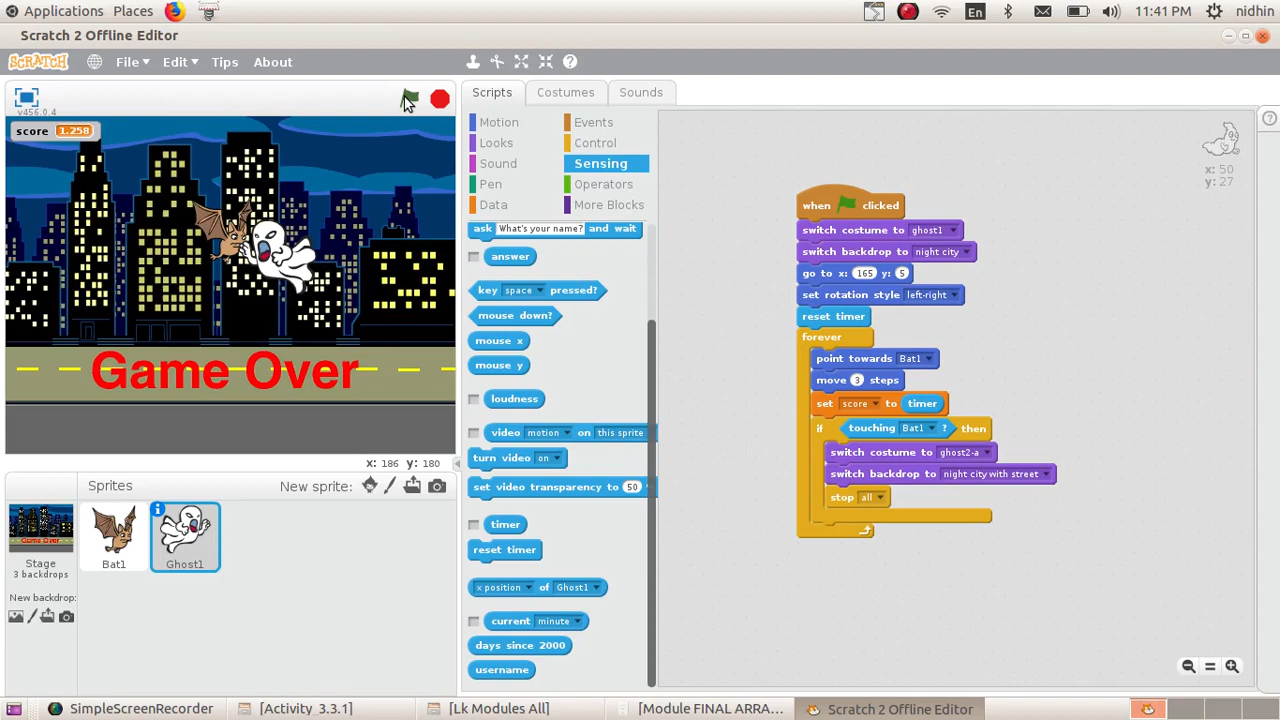 Applications Places En 11:41 PM nidhin
Scratch 2 Offline Editor
SCRATCH File Edit Tips About
v456.0.4
score 1.258
Game Over
x: 186 y: 180
Sprites New sprite:
Stage
3 backdrops
New backdrop:
Bat1
Ghost1
Scripts Costumes Sounds
Motion Events
Looks Control
Sound Sensing
Pen Operators
Data More Blocks
ask What's your name? and wait
answer
key space pressed?
mouse down?
mouse x
mouse y
loudness
video motion on this sprite
turn video on
set video transparency to 50
timer
reset timer
x position of Ghost1
current minute
days since 2000
username
x: 50
y: 27
when clicked
switch costume to ghost1
switch backdrop to night city
go to x: 165 y: 5
set rotation style left-right
reset timer
forever
point towards Bat1
move 3 steps
set score to timer
if touching Bat1 ? then
switch costume to ghost2-a
switch backdrop to night city with street
stop all
SimpleScreenRecorder [Activity_3.3.1] [Lk Modules All] [Module FINAL ARRA... Scratch 2 Offline Editor